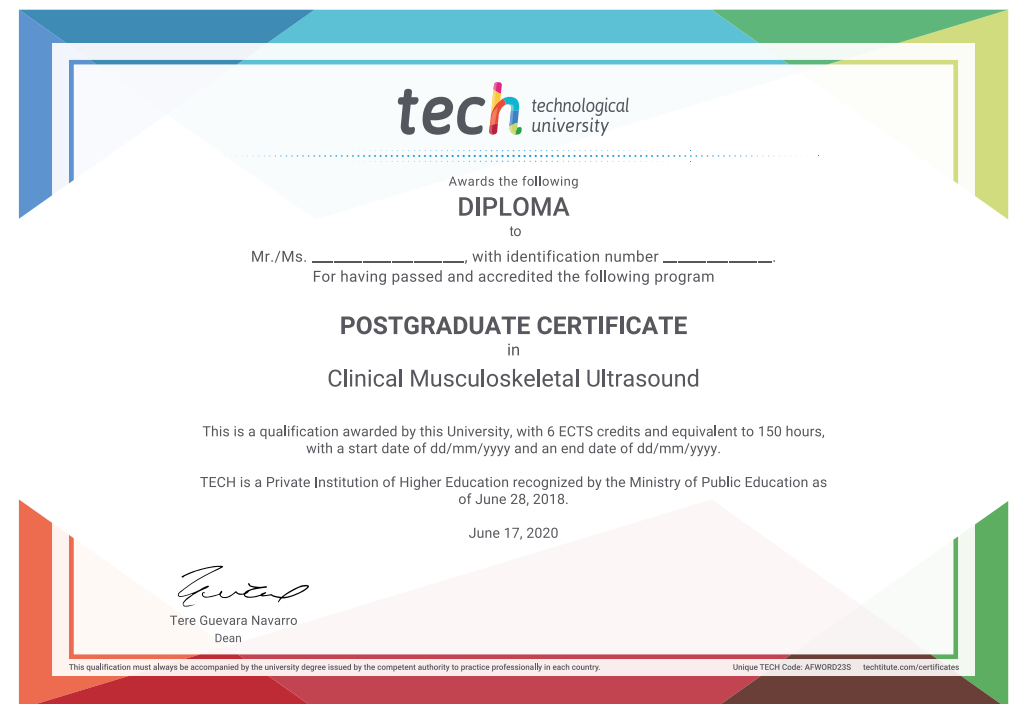 tech technological
university
Awards the following
DIPLOMA
to
Mr./Ms. ______________, with identification number __________.
For having passed and accredited the following program
POSTGRADUATE CERTIFICATE
in
Clinical Musculoskeletal Ultrasound
This is a qualification awarded by this University, with 6 ECTS credits and equivalent to 150 hours,
with a start date of dd/mm/yyyy and an end date of dd/mm/yyyy.
TECH is a Private Institution of Higher Education recognized by the Ministry of Public Education as
of June 28, 2018.
June 17, 2020
Tere Guevara Navarro
Dean
This qualification must always be accompanied by the university degree issued by the competent authority to practice professionally in each country. Unique TECH Code: AFWORD23S techtitute.com/certificates